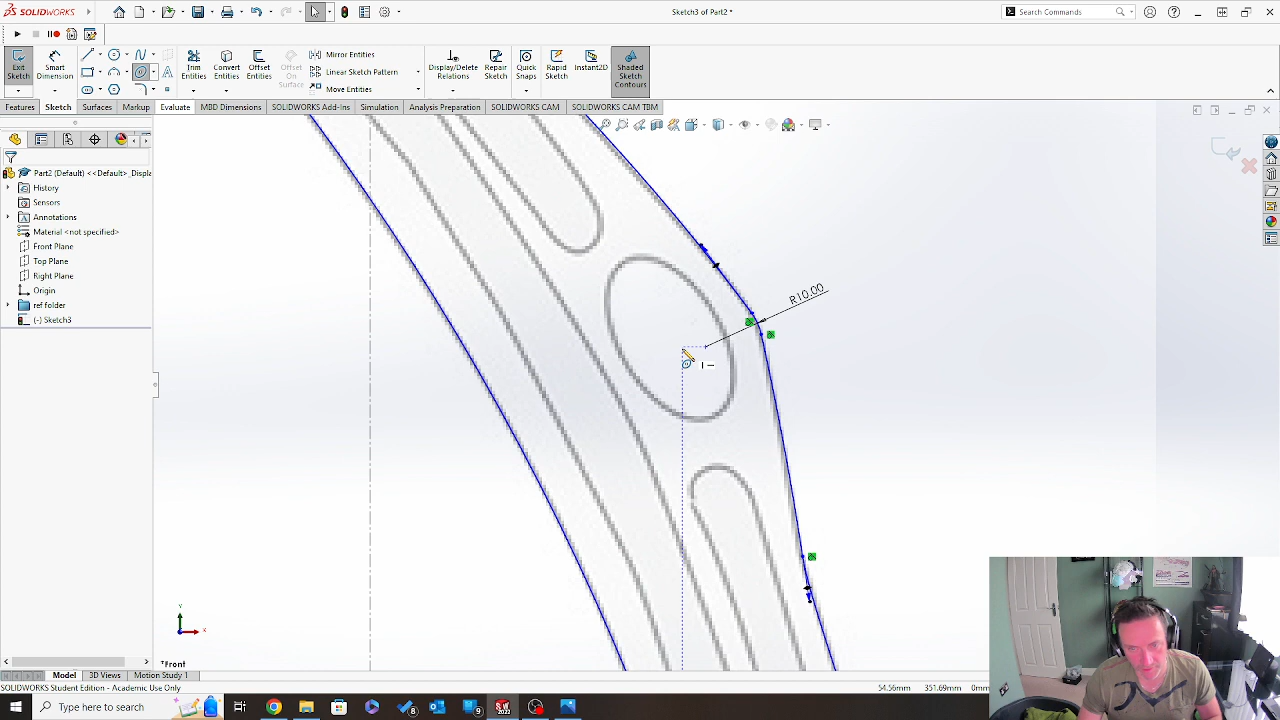 SOLIDWORKS
Sketch3 of Part2 *
Search Commands
Exit Sketch
Smart Dimension
Trim Entities
Convert Entities
Offset Entities
Offset On Surface
Mirror Entities
Linear Sketch Pattern
Move Entities
Display/Delete Relations
Repair Sketch
Quick Snaps
Rapid Sketch
Instant2D
Shaded Sketch Contours
Features
Sketch
Surfaces
Markup
Evaluate
MBD Dimensions
SOLIDWORKS Add-Ins
Simulation
Analysis Preparation
SOLIDWORKS CAM
SOLIDWORKS CAM TBM
Part2 (Default) <<Default>_Displa
History
Sensors
Annotations
Material <not specified>
Front Plane
Top Plane
Right Plane
Origin
ref folder
(-) Sketch3
R10.00
Y
X
*Front
Model
3D Views
Motion Study 1
SOLIDWORKS Student Edition - Academic Use Only
54.56mm
351.69mm
0mm
Type here to search